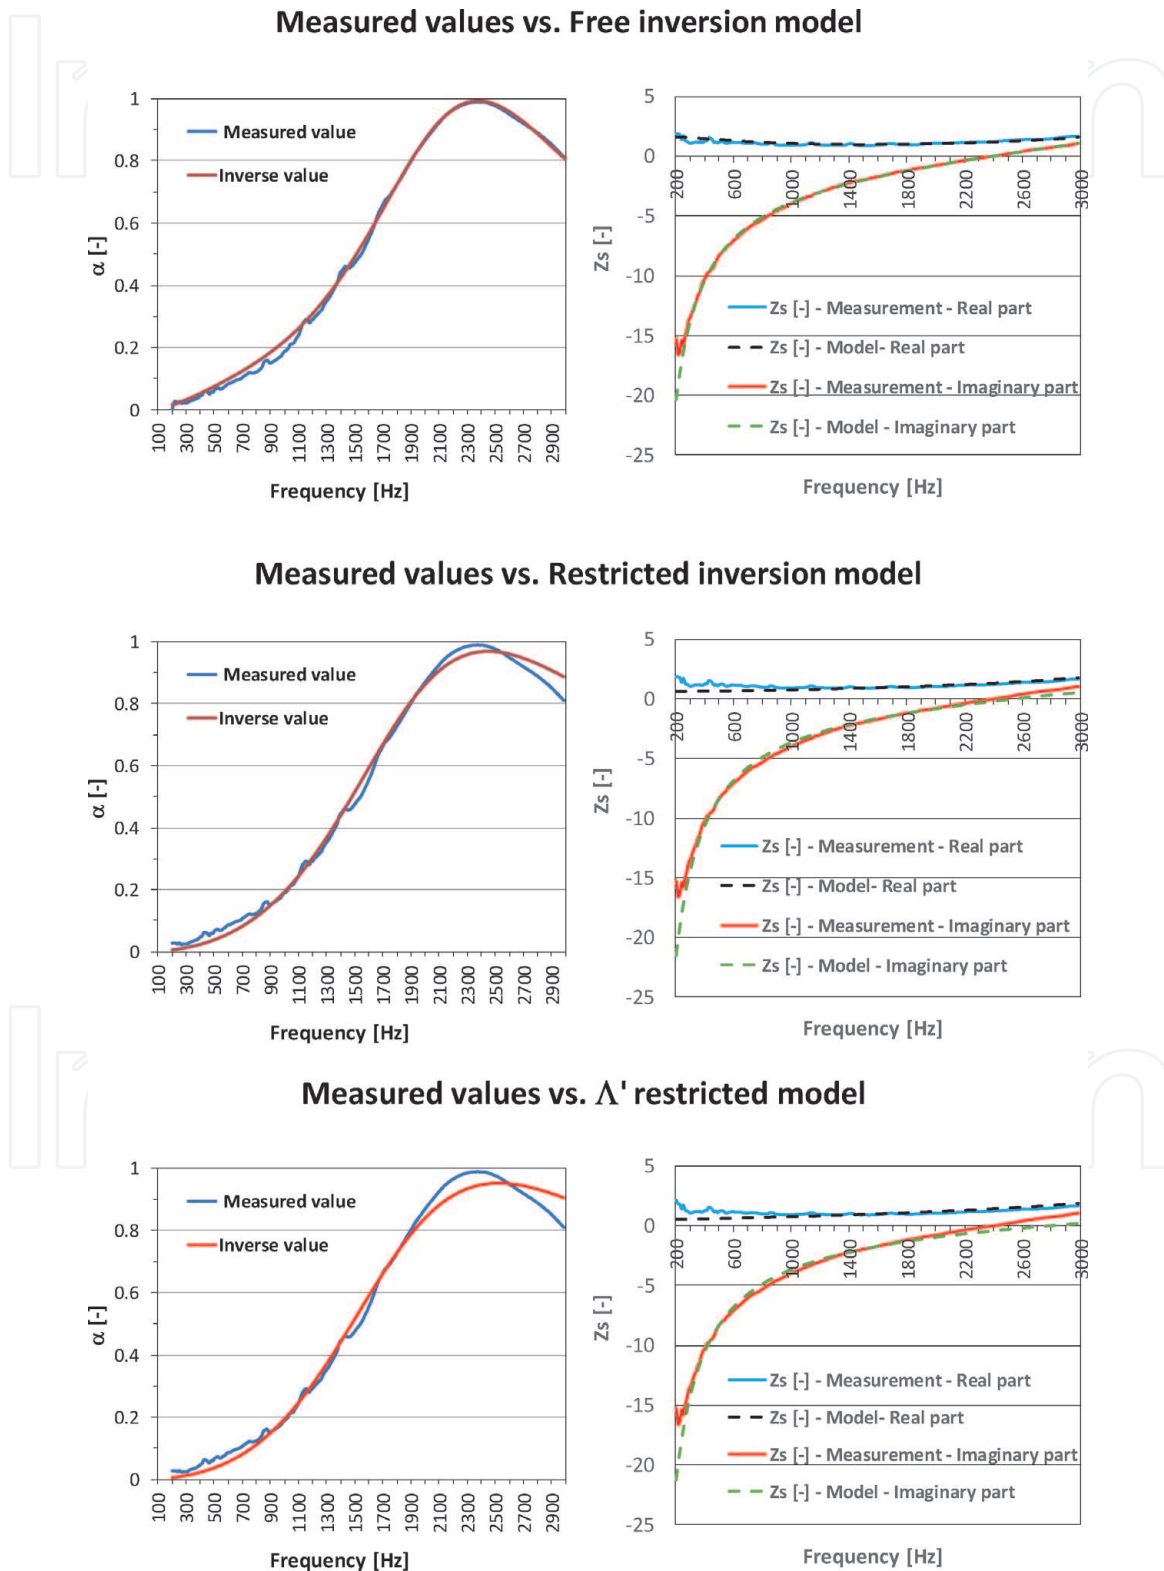 Measured values vs. Free inversion model
1
0.8
0.6
0.4
0.2
0
α [-]
Measured value
Inverse value
100 300 500 700 900 1100 1300 1500 1700 1900 2100 2300 2500 2700 2900
Frequency [Hz]
5
0
-5
-10
-15
-20
-25
Zs [-]
200 600 1000 1400 1800 2200 2600 3000
Zs [-] - Measurement - Real part
Zs [-] - Model- Real part
Zs [-] - Measurement - Imaginary part
Zs [-] - Model - Imaginary part
Frequency [Hz]
Measured values vs. Restricted inversion model
1
0.8
0.6
0.4
0.2
0
α [-]
Measured value
Inverse value
100 300 500 700 900 1100 1300 1500 1700 1900 2100 2300 2500 2700 2900
Frequency [Hz]
5
0
-5
-10
-15
-20
-25
Zs [-]
200 600 1000 1400 1800 2200 2600 3000
Zs [-] - Measurement - Real part
Zs [-] - Model- Real part
Zs [-] - Measurement - Imaginary part
Zs [-] - Model - Imaginary part
Frequency [Hz]
Measured values vs. Λ' restricted model
1
0.8
0.6
0.4
0.2
0
α [-]
Measured value
Inverse value
100 300 500 700 900 1100 1300 1500 1700 1900 2100 2300 2500 2700 2900
Frequency [Hz]
5
0
-5
-10
-15
-20
-25
Zs [-]
200 600 1000 1400 1800 2200 2600 3000
Zs [-] - Measurement - Real part
Zs [-] - Model- Real part
Zs [-] - Measurement - Imaginary part
Zs [-] - Model - Imaginary part
Frequency [Hz]